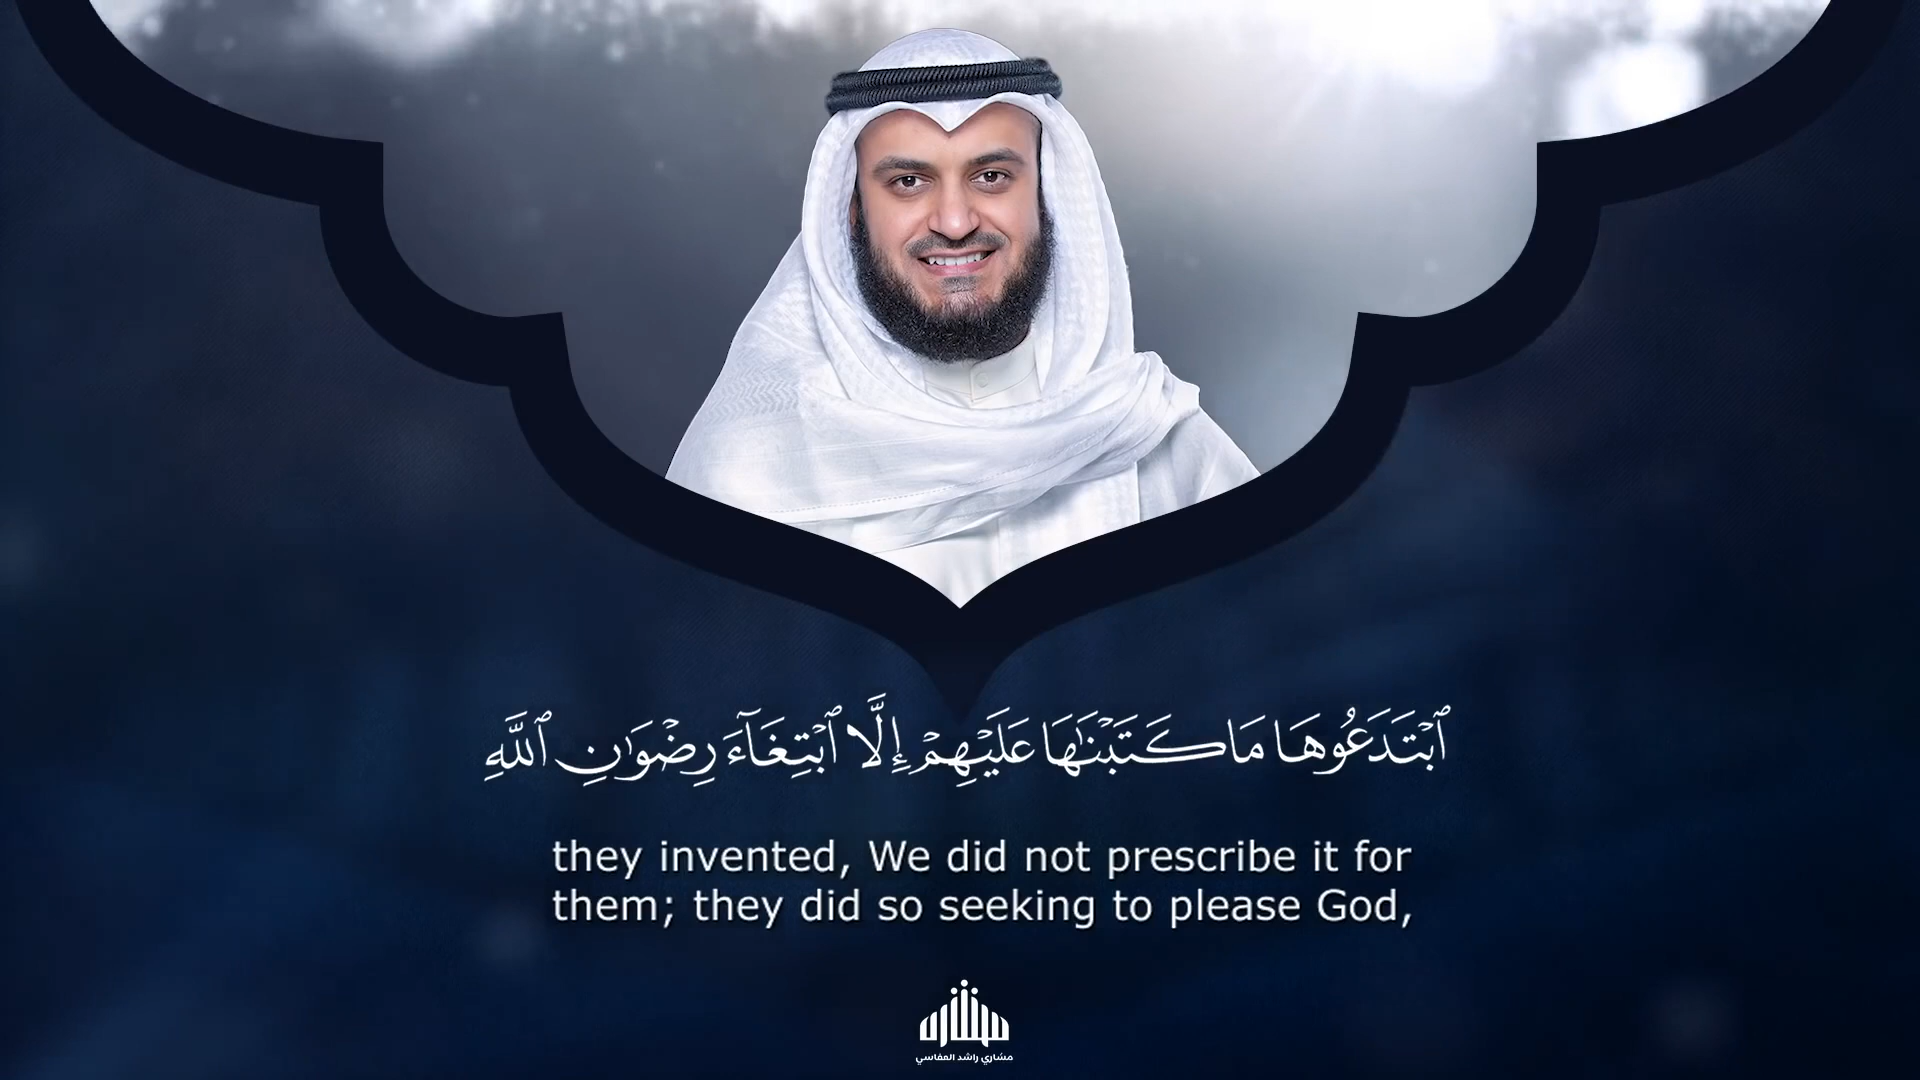 ٱبۡتَدَعُوهَا مَا كَتَبۡنَٰهَا عَلَيۡهِمۡ إِلَّا ٱبۡتِغَآءَ رِضۡوَٰنِ ٱللَّهِ
they invented, We did not prescribe it for
them; they did so seeking to please God,
مشاري
مشاري راشد العفاسي